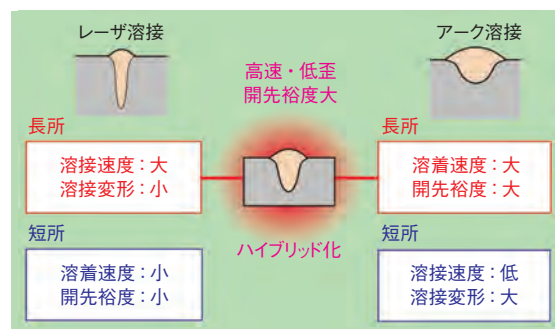 レーザ溶接
アーク溶接
高速・低歪
開先裕度大
長所
溶接速度：大
溶接変形：小
長所
溶着速度：大
開先裕度：大
短所
溶着速度：小
開先裕度：小
ハイブリッド化
短所
溶接速度：低
溶接変形：大